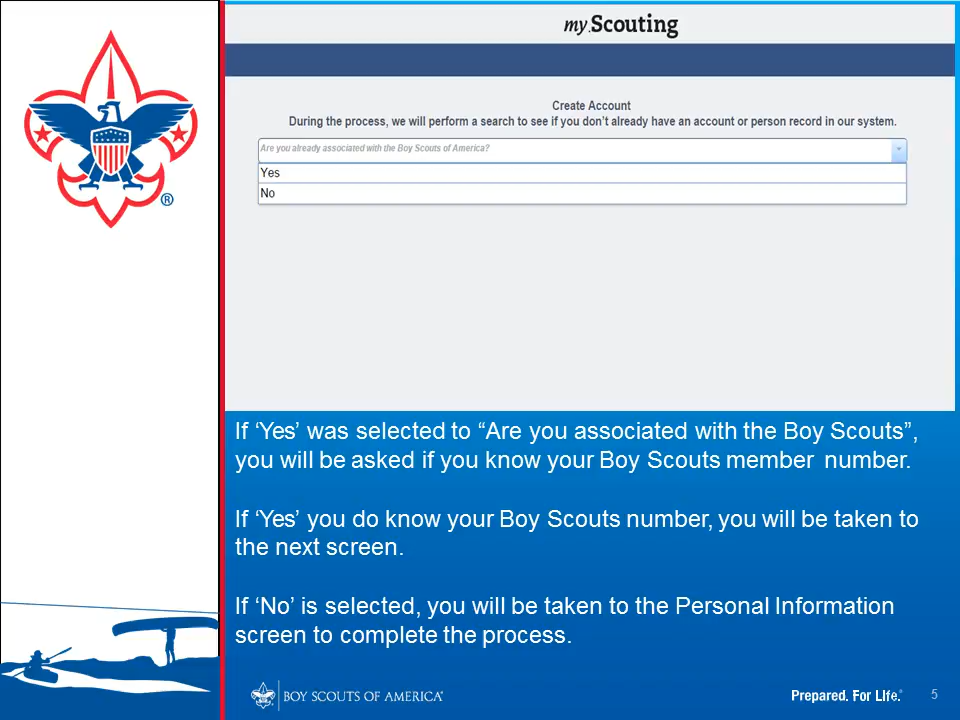 my.Scouting
Create Account
During the process, we will perform a search to see if you don't already have an account or person record in our system.
Are you already associated with the Boy Scouts of America?
Yes
No
®
If ‘Yes’ was selected to “Are you associated with the Boy Scouts”,
you will be asked if you know your Boy Scouts member number.
If ‘Yes’ you do know your Boy Scouts number, you will be taken to
the next screen.
If ‘No’ is selected, you will be taken to the Personal Information
screen to complete the process.
BOY SCOUTS OF AMERICA®
Prepared. For Life.®
5